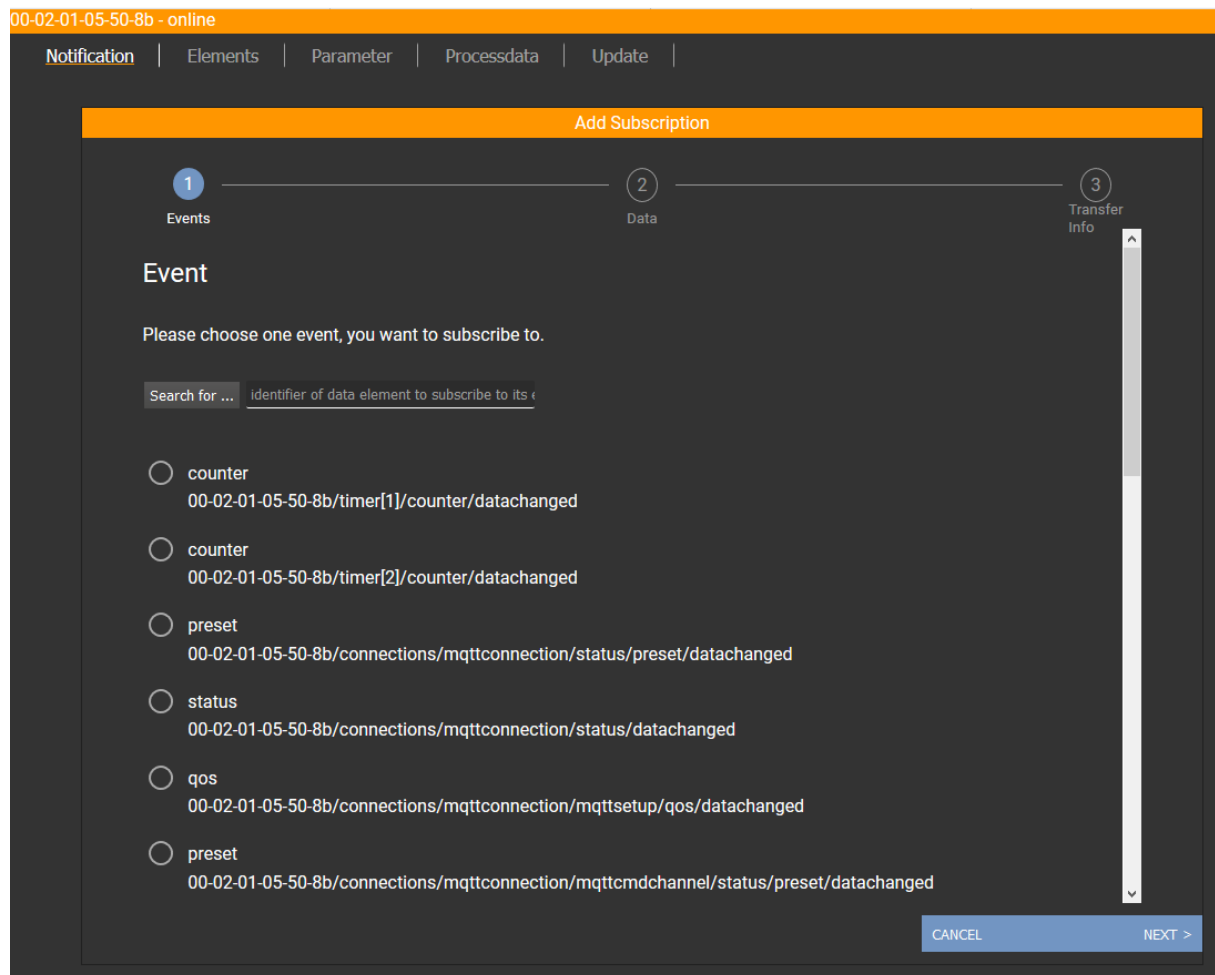 00-02-01-05-50-8b - online
Notification | Elements | Parameter | Processdata | Update |
Add Subscription
1 2 3
Events Data Transfer
Info
Event
Please choose one event, you want to subscribe to.
Search for ... identifier of data element to subscribe to its
counter
00-02-01-05-50-8b/timer[1]/counter/datachanged
counter
00-02-01-05-50-8b/timer[2]/counter/datachanged
preset
00-02-01-05-50-8b/connections/mqttconnection/status/preset/datachanged
status
00-02-01-05-50-8b/connections/mqttconnection/status/datachanged
qos
00-02-01-05-50-8b/connections/mqttconnection/mqttsetup/qos/datachanged
preset
00-02-01-05-50-8b/connections/mqttconnection/mqttcmdchannel/status/preset/datachanged
CANCEL NEXT >